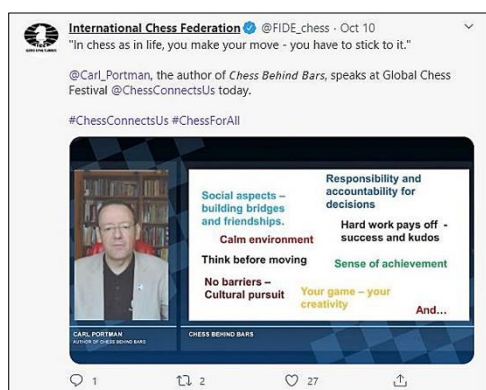 International Chess Federation @FIDE_chess · Oct 10
"In chess as in life, you make your move - you have to stick to it."
@Carl_Portman, the author of Chess Behind Bars, speaks at Global Chess
Festival @ChessConnectsUs today.
#ChessConnectsUs #ChessForAll
Social aspects –
building bridges
and friendships.
Responsibility and
accountability for
decisions
Calm environment
Hard work pays off -
success and kudos
Think before moving
Sense of achievement
No barriers –
Cultural pursuit
Your game – your
creativity
And...
CARL PORTMAN
AUTHOR OF CHESS BEHIND BARS
CHESS BEHIND BARS
1
2
27